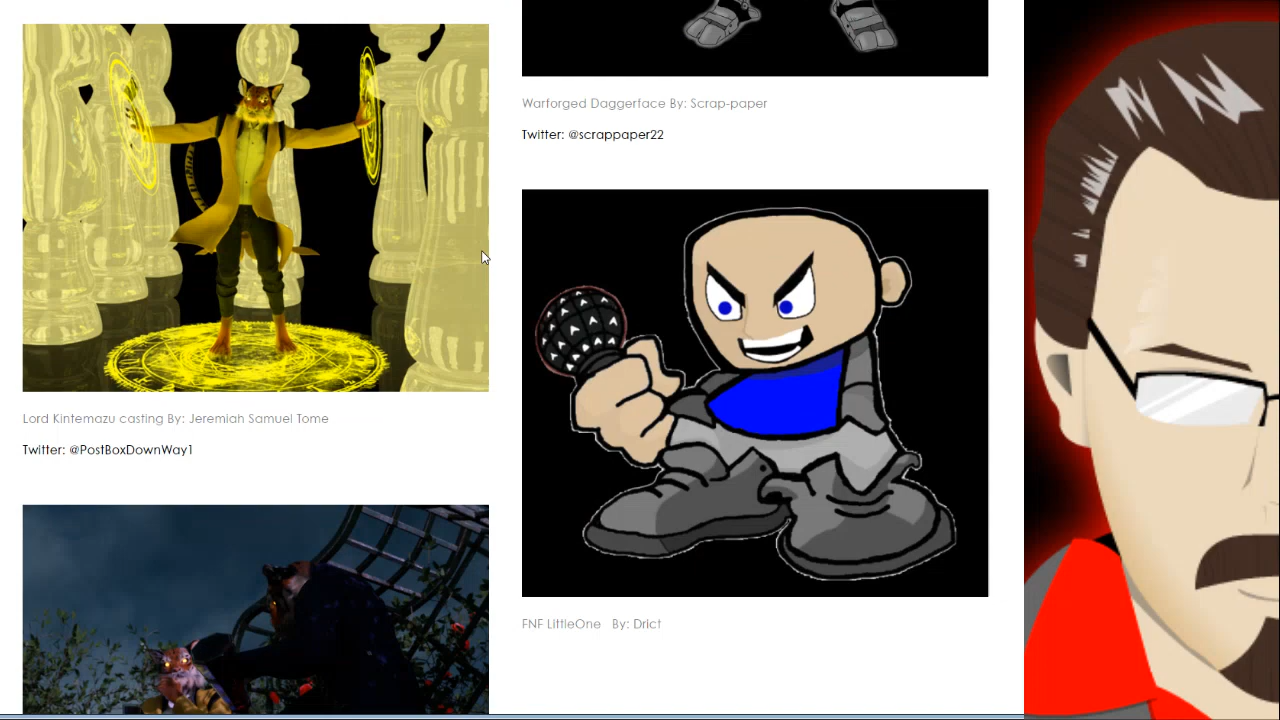 Lord Kintemazu casting By: Jeremiah Samuel Tome
Twitter: @PostBoxDownWay1
Warforged Daggerface By: Scrap-paper
Twitter: @scrappaper22
FNF LittleOne By: Drict